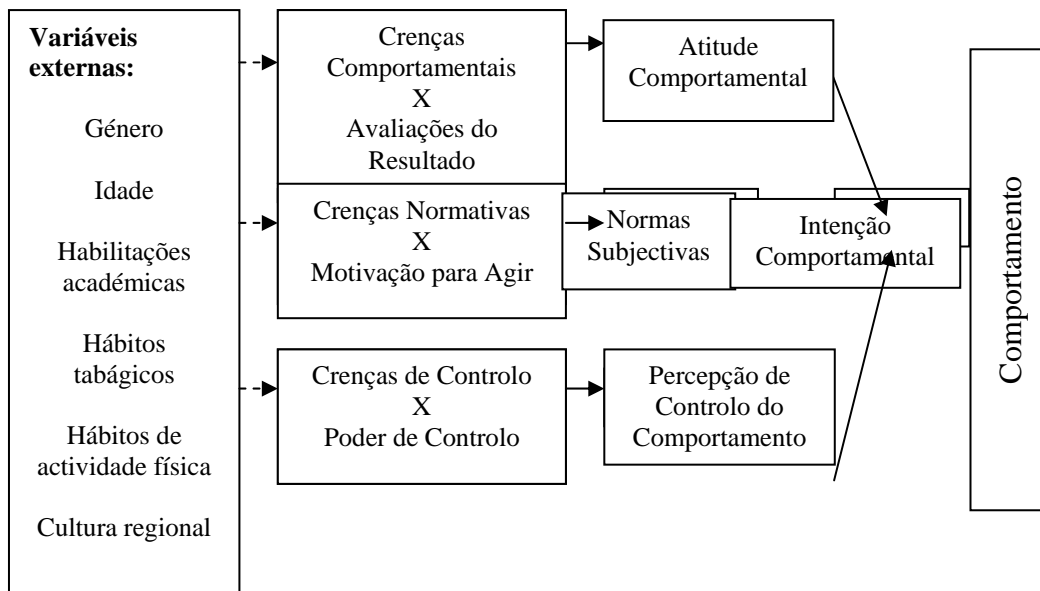 Variáveis
externas:
Género
Idade
Habilitações
académicas
Hábitos
tabágicos
Hábitos de
actividade física
Cultura regional
Crenças
Comportamentais
X
Avaliações do
Resultado
Crenças Normativas
X
Motivação para Agir
Crenças de Controlo
X
Poder de Controlo
Atitude
Comportamental
Normas
Subjectivas
Percepção de
Controlo do
Comportamento
Intenção
Comportamental
Comportamento